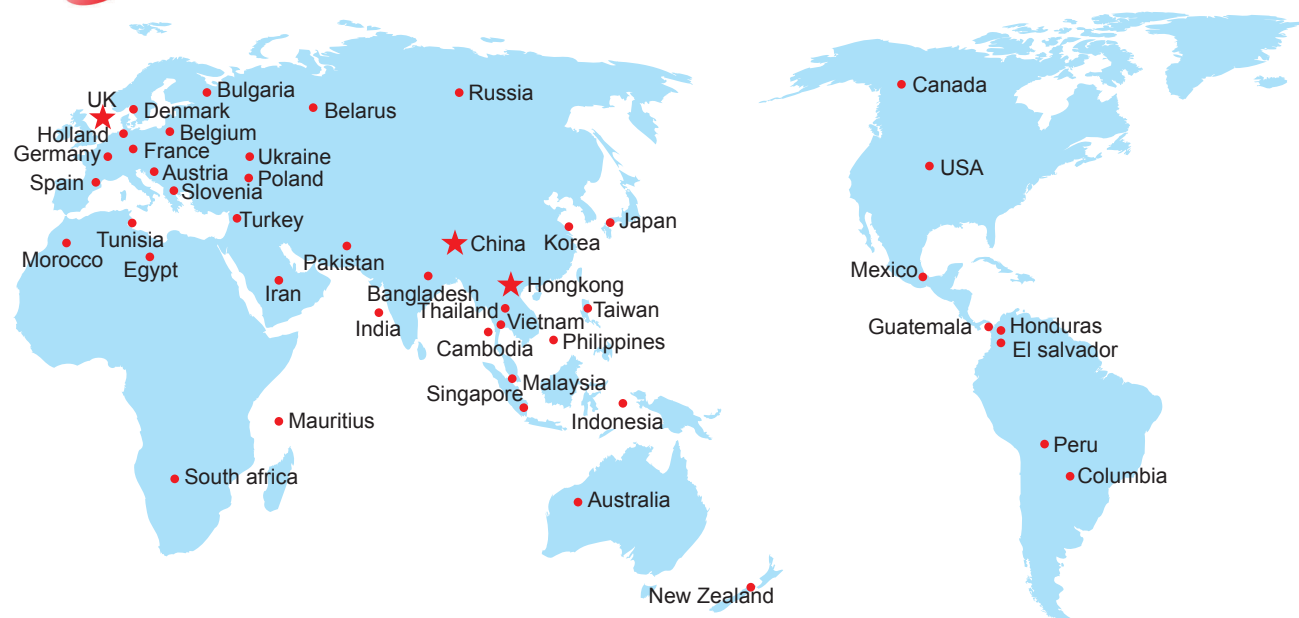 Bulgaria
Russia
Canada
UK
Denmark
Belarus
Holland
Belgium
Germany
France
Ukraine
USA
Austria
Poland
Spain
Slovenia
Turkey
Japan
Tunisia
Korea
China
Morocco
Egypt
Pakistan
Mexico
Iran
Bangladesh
Hongkong
Thailand
Taiwan
India
Vietnam
Guatemala
Honduras
Cambodia
Philippines
El salvador
Malaysia
Singapore
Indonesia
Mauritius
Peru
South africa
Columbia
Australia
New Zealand